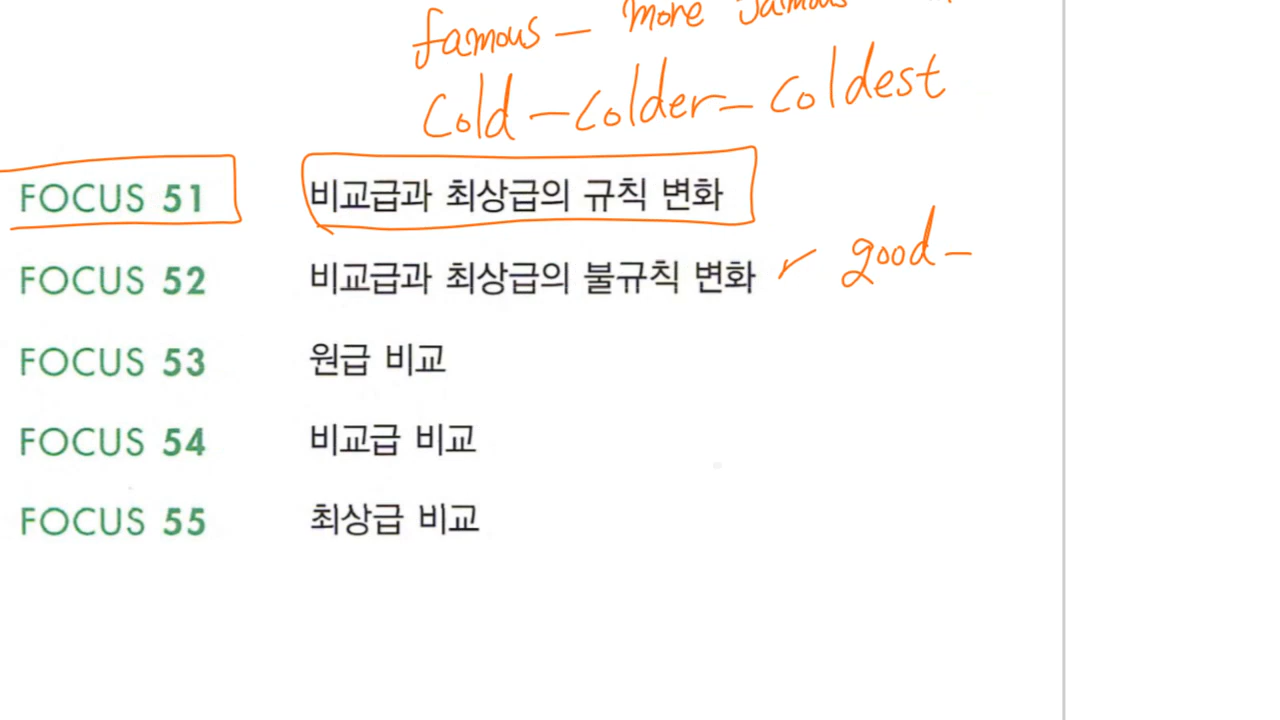 famous – more famous
cold – colder – coldest
FOCUS 51 비교급과 최상급의 규칙 변화
FOCUS 52 비교급과 최상급의 불규칙 변화 ✓ good –
FOCUS 53 원급 비교
FOCUS 54 비교급 비교
FOCUS 55 최상급 비교